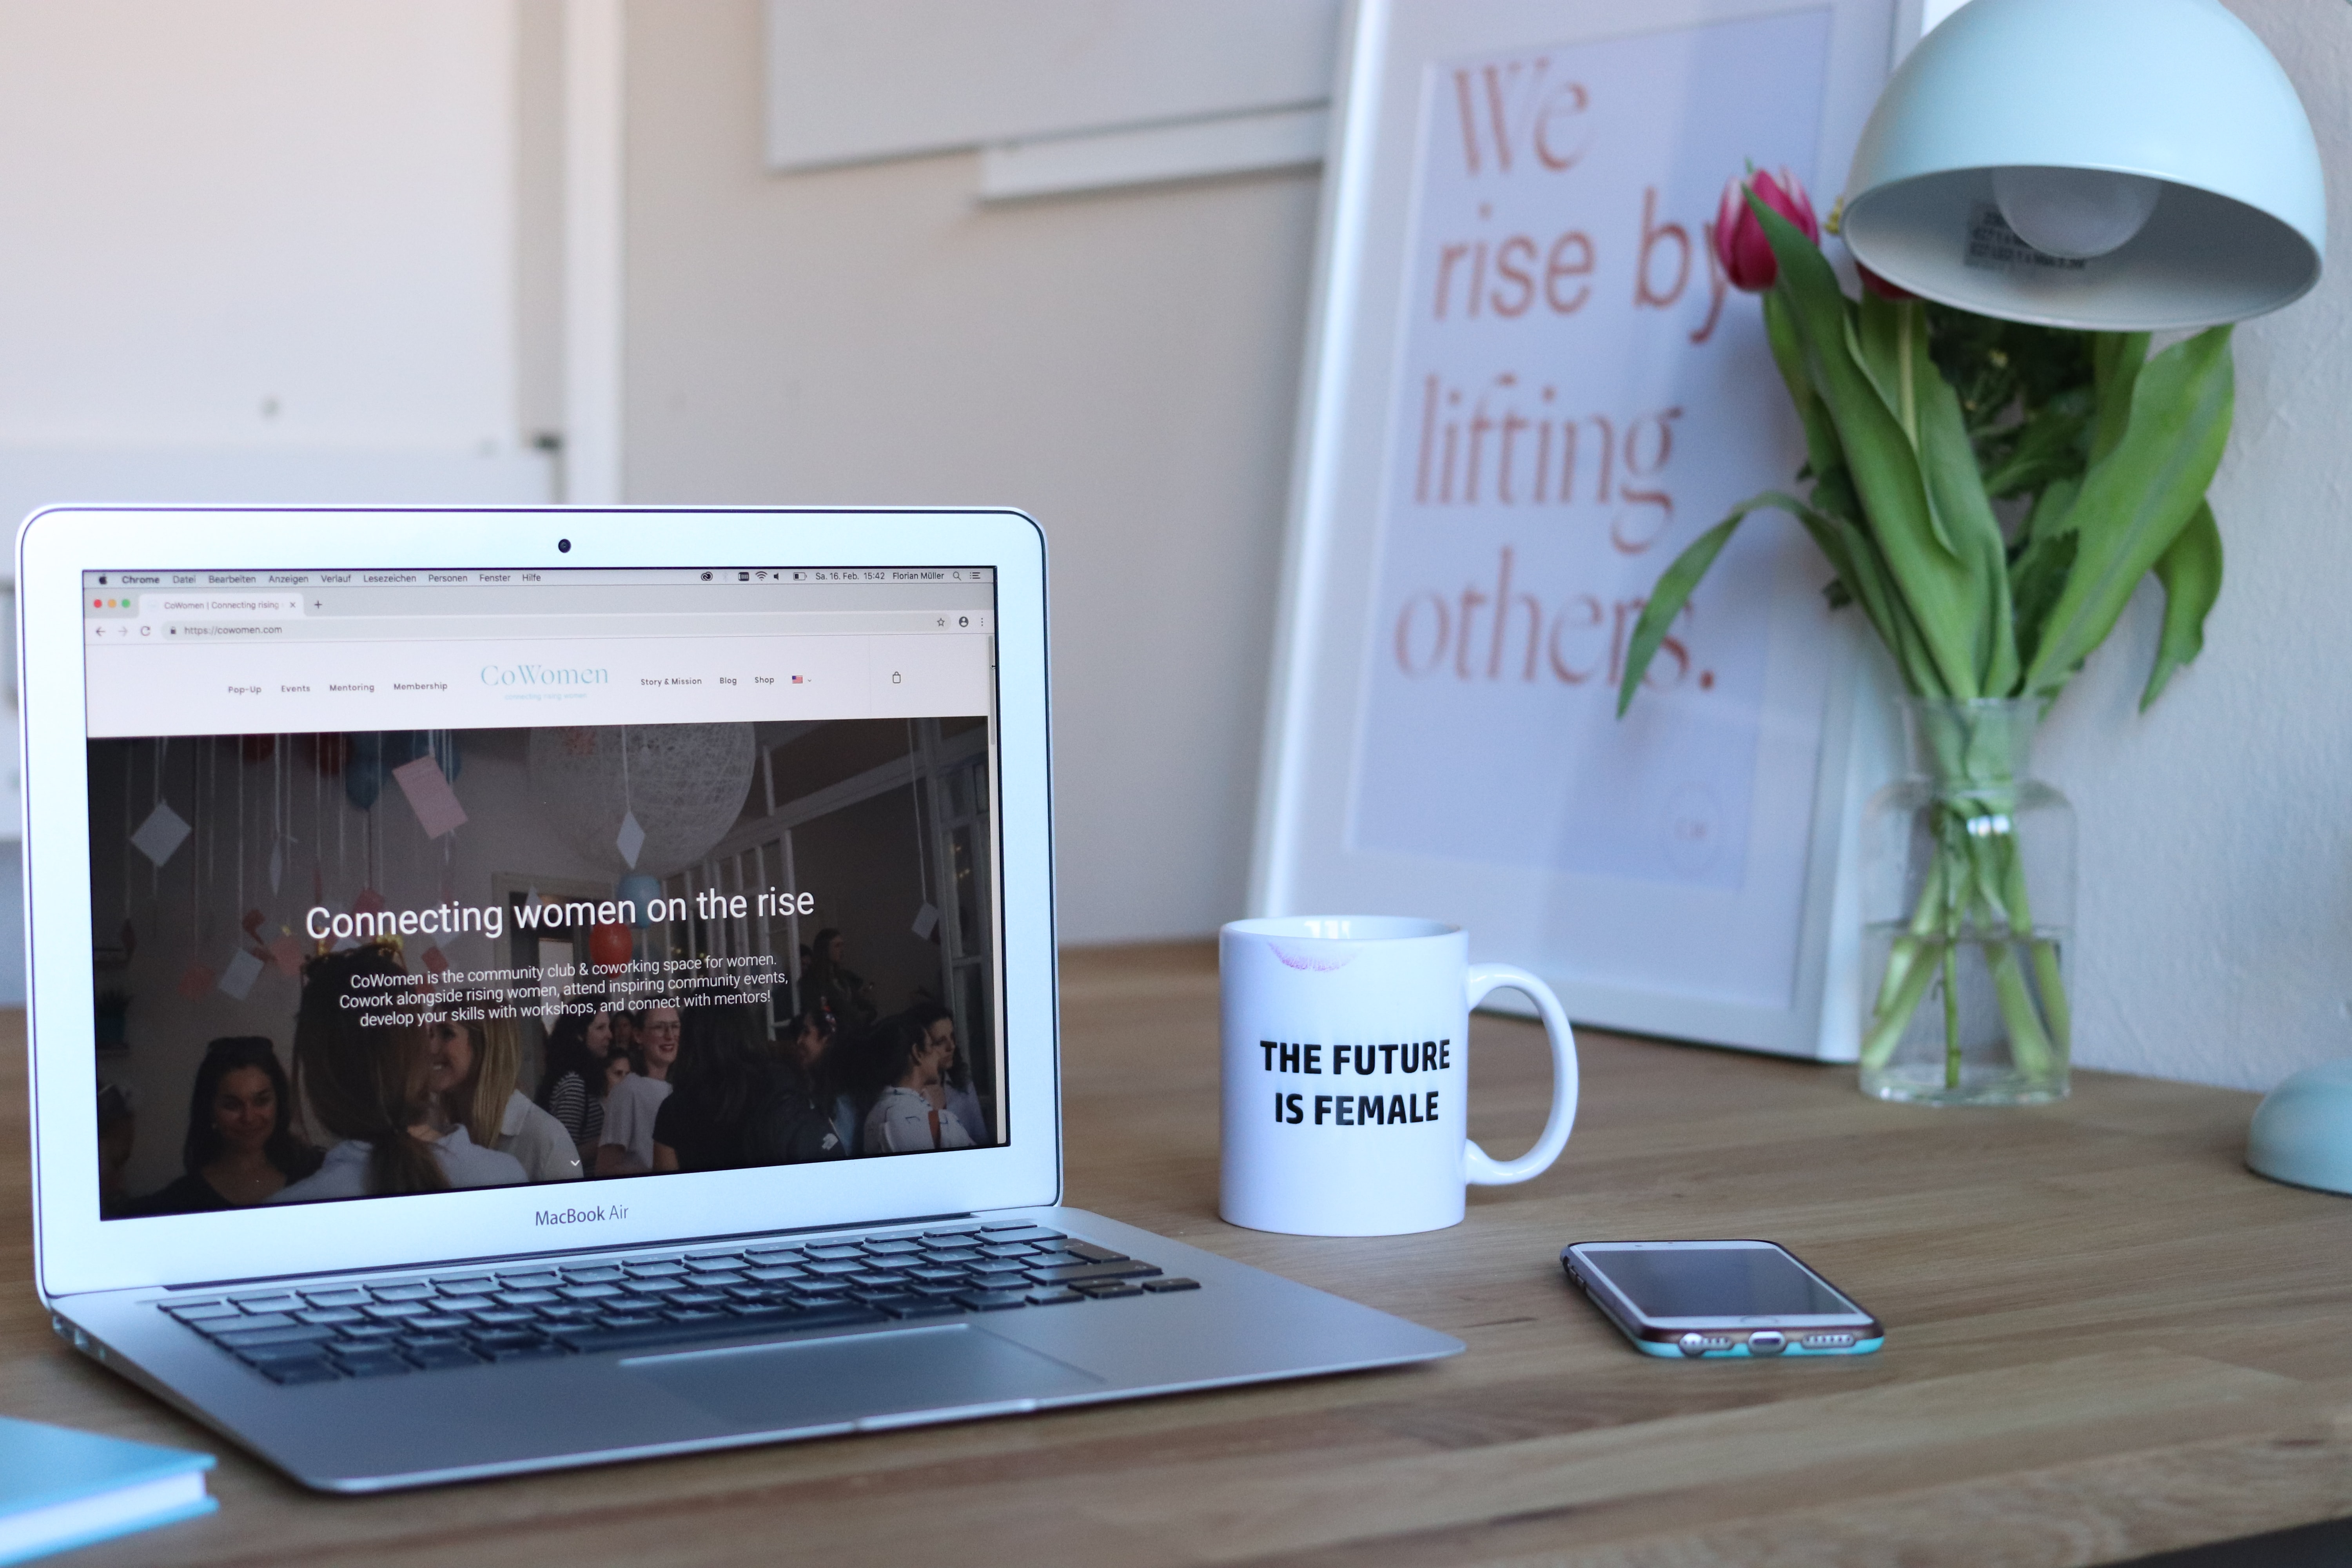 Chrome Datei Bearbeiten Anzeigen Verlauf Lesezeichen Personen Fenster Hilfe
Sa. 16. Feb. 15:42 Florian Müller
CoWomen | Connecting rising
https://cowomen.com
Pop-Up Events Mentoring Membership
CoWomen
connecting rising women
Story & Mission Blog Shop
Connecting women on the rise
CoWomen is the community club & coworking space for women.
Cowork alongside rising women, attend inspiring community events,
develop your skills with workshops, and connect with mentors!
MacBook Air
We
rise by
lifting
others.
THE FUTURE
IS FEMALE